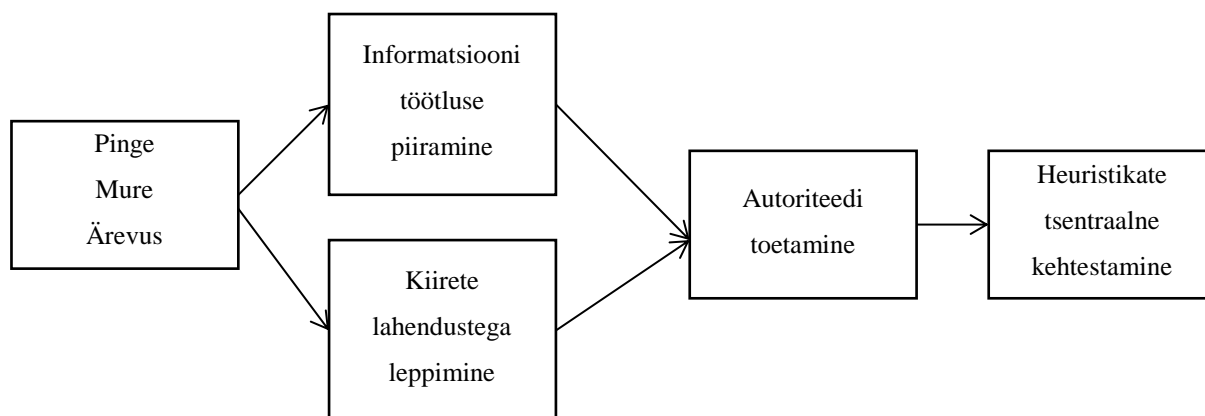 Pinge
Mure
Ärevus
Informatsiooni
töötluse
piiramine
Kiirete
lahendustega
leppimine
Autoriteedi
toetamine
Heuristikate
tsentraalne
kehtestamine